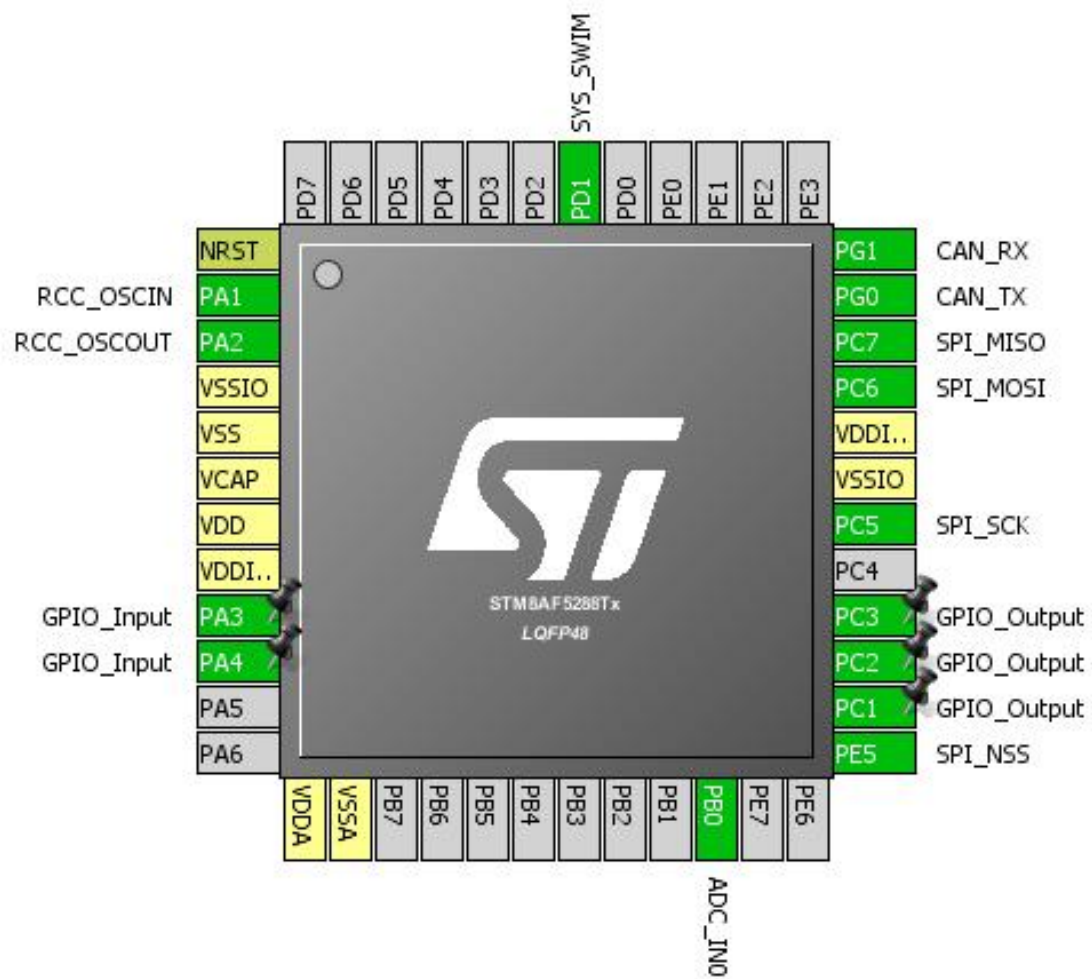 SYS_SWIM
PD7 PD6 PD5 PD4 PD3 PD2 PD1 PD0 PE0 PE1 PE2 PE3
NRST
RCC_OSCIN PA1
RCC_OSCOUT PA2
VSSIO
VSS
VCAP
VDD
VDDI..
GPIO_Input PA3
GPIO_Input PA4
PA5
PA6
ST
STM8AF5288Tx
LQFP48
PG1 CAN_RX
PG0 CAN_TX
PC7 SPI_MISO
PC6 SPI_MOSI
VDDI..
VSSIO
PC5 SPI_SCK
PC4
PC3 GPIO_Output
PC2 GPIO_Output
PC1 GPIO_Output
PE5 SPI_NSS
VDDA VSSA PB7 PB6 PB5 PB4 PB3 PB2 PB1 PB0 PE7 PE6
ADC_IN0